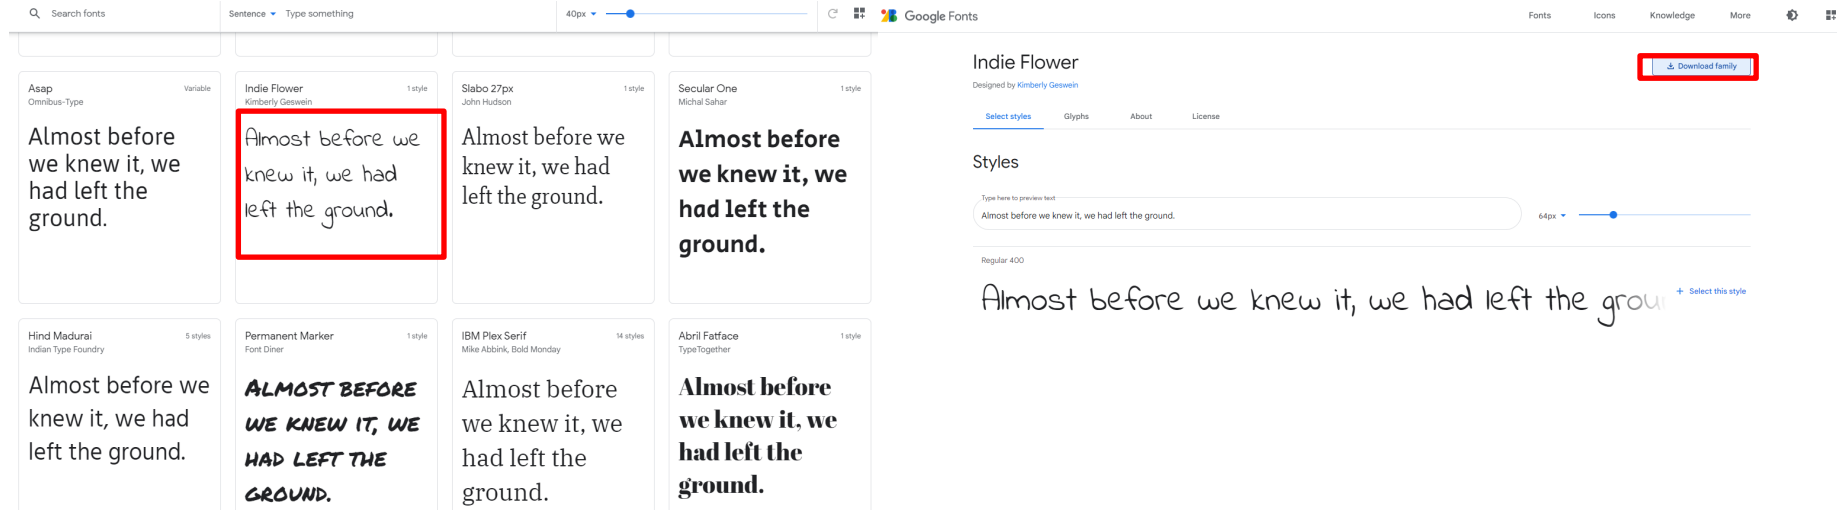 Search fonts
Sentence
Type something
40px
Asap
Variable
Omnibus-Type
Almost before
we knew it, we
had left the
ground.
Indie Flower
1 style
Kimberly Geswein
Almost before we
knew it, we had
left the ground.
Slabo 27px
1 style
John Hudson
Almost before we
knew it, we had
left the ground.
Secular One
1 style
Michal Sahar
Almost before
we knew it, we
had left the
ground.
Hind Madurai
5 styles
Indian Type Foundry
Almost before we
knew it, we had
left the ground.
Permanent Marker
1 style
Font Diner
Almost before
we knew it, we
had left the
ground.
IBM Plex Serif
14 styles
Mike Abbink, Bold Monday
Almost before
we knew it, we
had left the
ground.
Abril Fatface
1 style
TypeTogether
Almost before
we knew it, we
had left the
ground.
Google Fonts
Fonts
Icons
Knowledge
More
Indie Flower
Download family
Designed by Kimberly Geswein
Select styles
Glyphs
About
License
Styles
Type here to preview text
Almost before we knew it, we had left the ground.
64px
Regular 400
Almost before we knew it, we had left the grou
+ Select this style